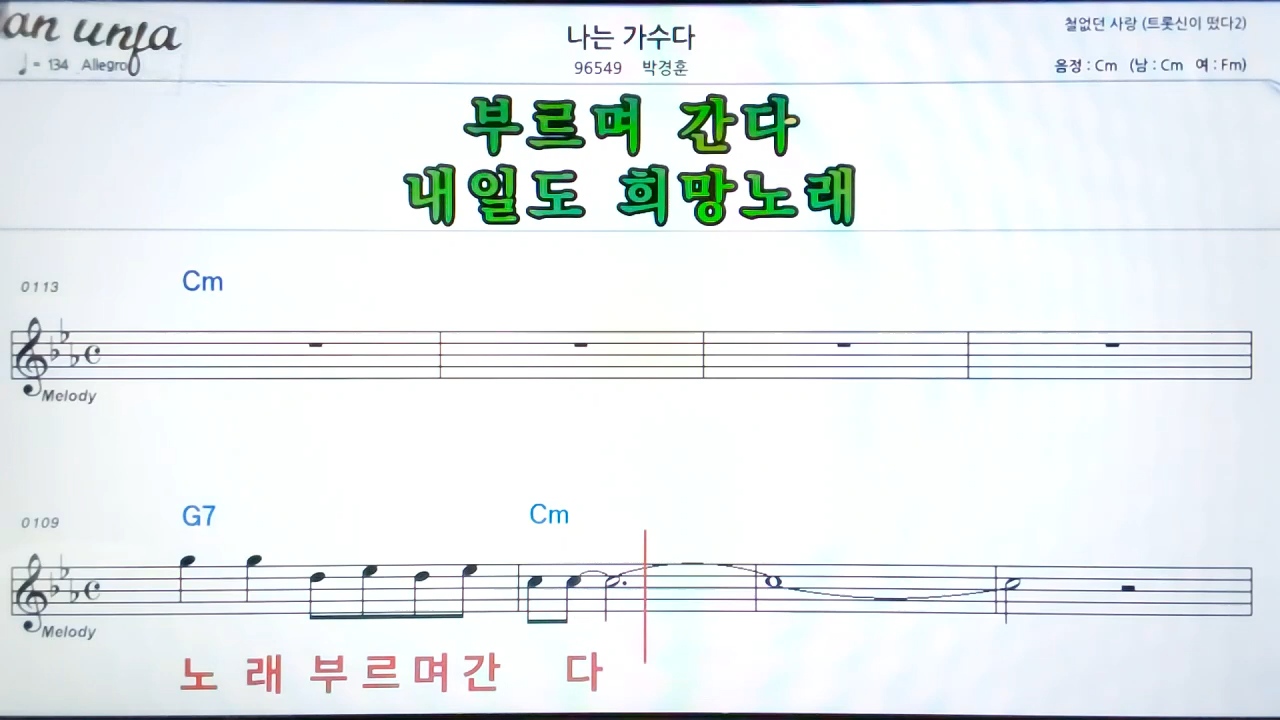 an unja
♩= 134 Allegro
나는 가수다
96549 박경훈
철없던 사랑 (트롯신이 떴다2)
음정 : Cm (남 : Cm 여 : Fm)
부르며 간다
내일도 희망노래
0113 Cm
Melody
0109 G7 Cm
Melody
노 래 부 르 며 간 다